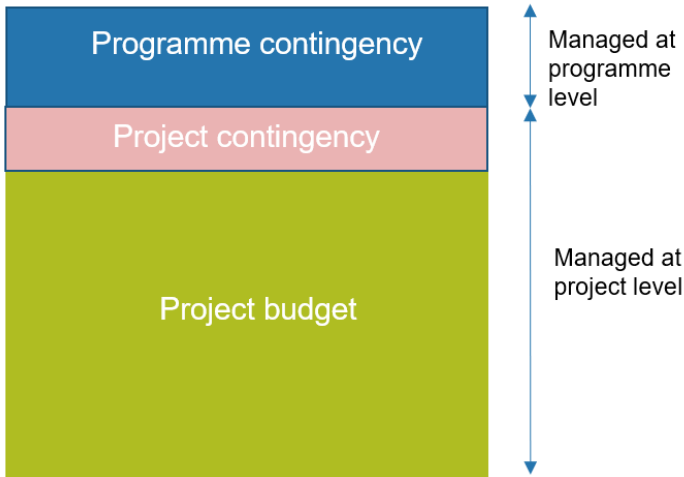 Programme contingency
Managed at
programme
level
Project contingency
Managed at
project level
Project budget